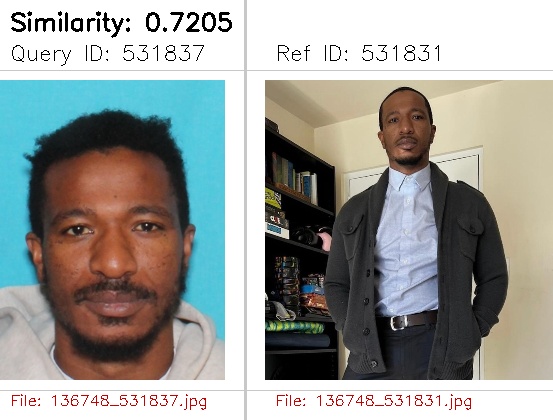 Similarity: 0.7205
Query ID: 531837
Ref ID: 531831
File: 136748_531837.jpg
File: 136748_531831.jpg